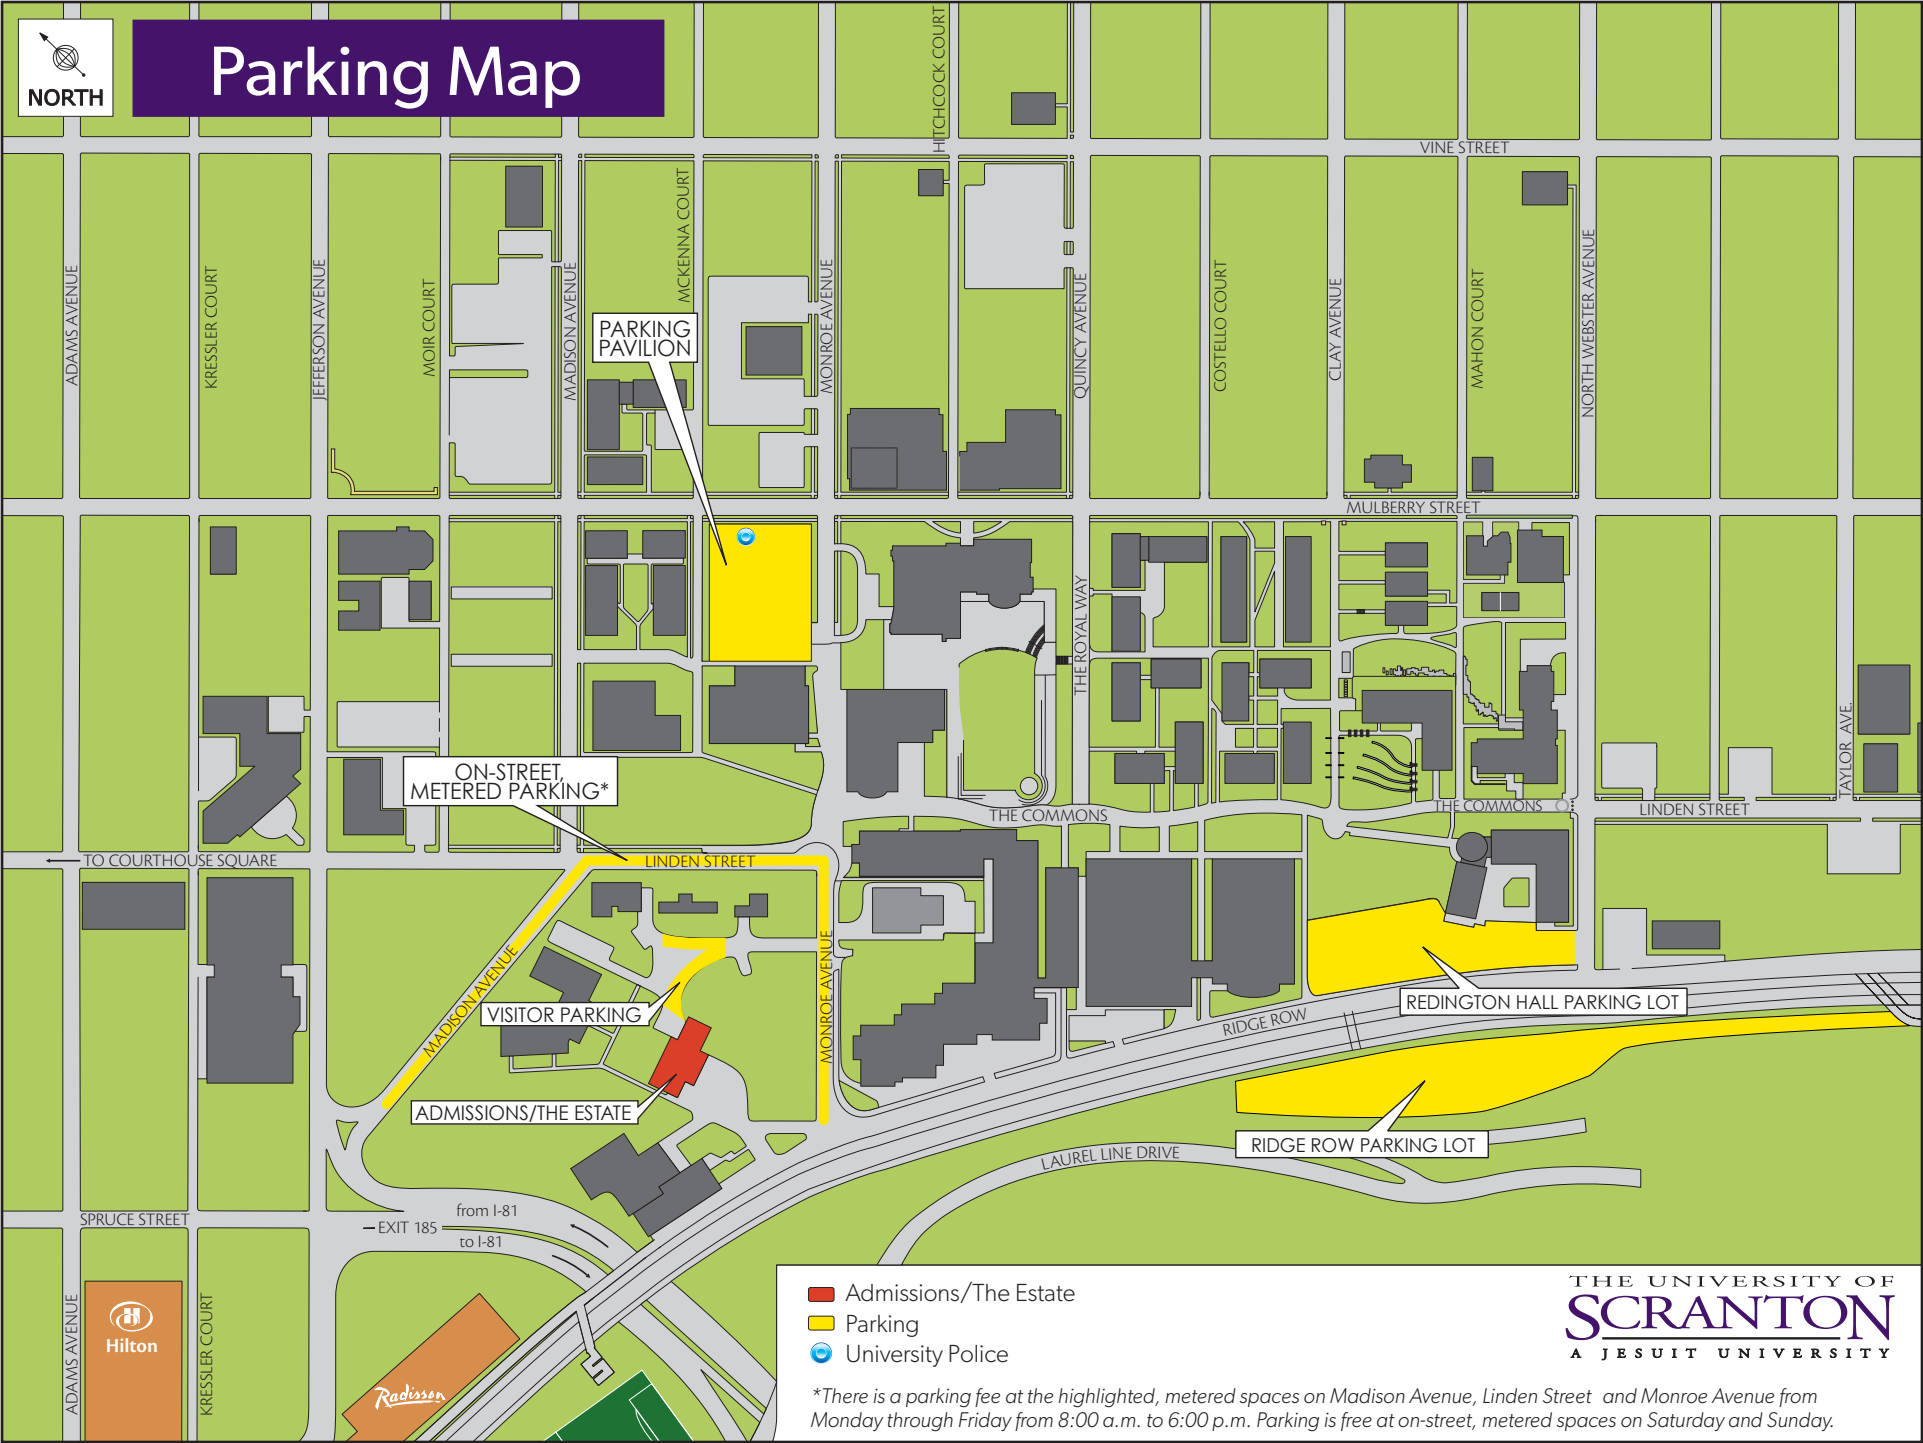 NORTH
Parking Map
HITCHCOCK COURT
VINE STREET
ADAMS AVENUE
KRESSLER COURT
JEFFERSON AVENUE
MOIR COURT
MADISON AVENUE
MCKENNA COURT
MONROE AVENUE
QUINCY AVENUE
COSTELLO COURT
CLAY AVENUE
MAHON COURT
NORTH WEBSTER AVENUE
PARKING
PAVILION
MULBERRY STREET
THE ROYAL WAY
TAYLOR AVE.
ON-STREET,
METERED PARKING*
THE COMMONS
THE COMMONS
LINDEN STREET
TO COURTHOUSE SQUARE
LINDEN STREET
MADISON AVENUE
MONROE AVENUE
VISITOR PARKING
REDINGTON HALL PARKING LOT
RIDGE ROW
ADMISSIONS/THE ESTATE
RIDGE ROW PARKING LOT
LAUREL LINE DRIVE
SPRUCE STREET
from I-81
EXIT 185
to I-81
ADAMS AVENUE
Hilton
KRESSLER COURT
Radisson
Admissions/The Estate
Parking
University Police
THE UNIVERSITY OF
SCRANTON
A JESUIT UNIVERSITY
*There is a parking fee at the highlighted, metered spaces on Madison Avenue, Linden Street and Monroe Avenue from
Monday through Friday from 8:00 a.m. to 6:00 p.m. Parking is free at on-street, metered spaces on Saturday and Sunday.